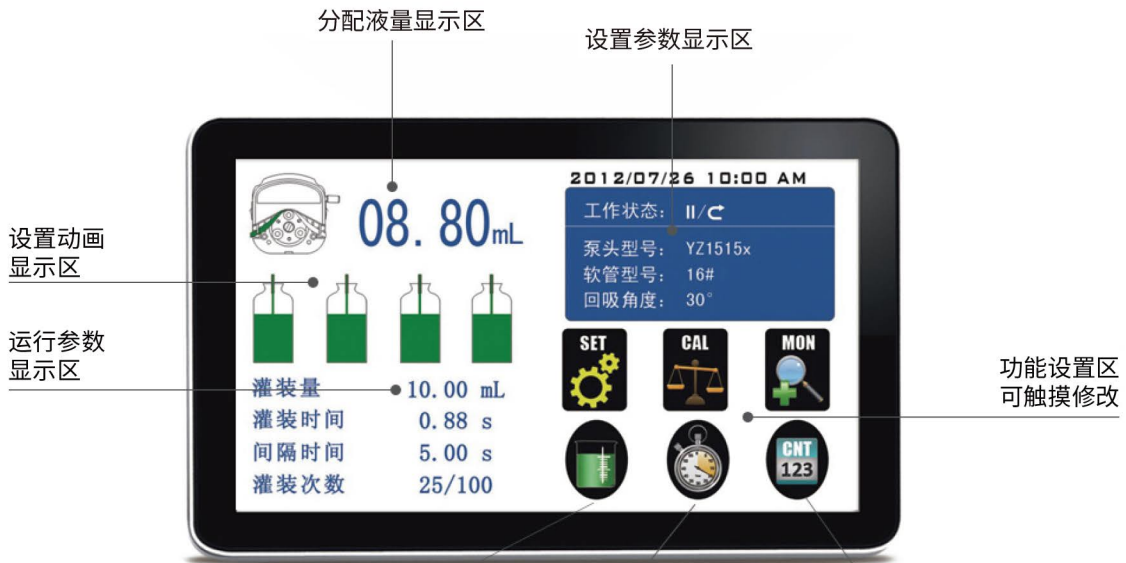 分配液量显示区
设置参数显示区
2012/07/26 10:00 AM
08.80mL
工作状态： II/
泵头型号： YZ1515x
软管型号： 16#
回吸角度： 30°
设置动画
显示区
运行参数
显示区
SET
CAL
MON
功能设置区
可触摸修改
灌装量 10.00 mL
灌装时间 0.88 s
间隔时间 5.00 s
灌装次数 25/100
CNT
123